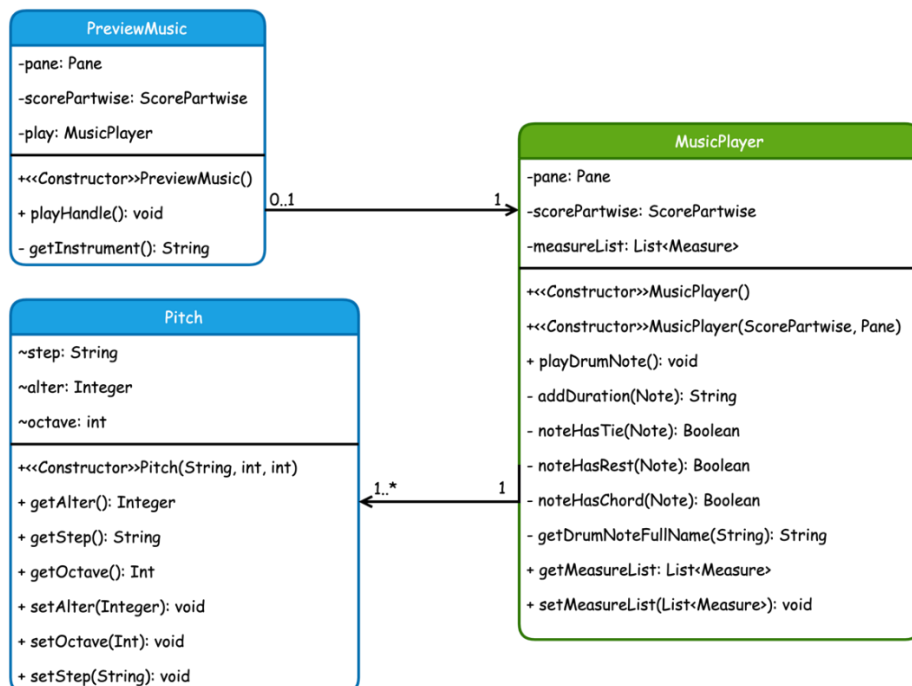 PreviewMusic
-pane: Pane
-scorePartwise: ScorePartwise
-play: MusicPlayer
+<<Constructor>>PreviewMusic()
+ playHandle(): void
- getInstrument(): String
0..1
1
MusicPlayer
-pane: Pane
-scorePartwise: ScorePartwise
-measureList: List<Measure>
+<<Constructor>>MusicPlayer()
+<<Constructor>>MusicPlayer(ScorePartwise, Pane)
+ playDrumNote(): void
- addDuration(Note): String
- noteHasTie(Note): Boolean
- noteHasRest(Note): Boolean
- noteHasChord(Note): Boolean
- getDrumNoteFullName(String): String
+ getMeasureList: List<Measure>
+ setMeasureList(List<Measure>): void
1..*
1
Pitch
~step: String
~alter: Integer
~octave: int
+<<Constructor>>Pitch(String, int, int)
+ getAlter(): Integer
+ getStep(): String
+ getOctave(): Int
+ setAlter(Integer): void
+ setOctave(Int): void
+ setStep(String): void